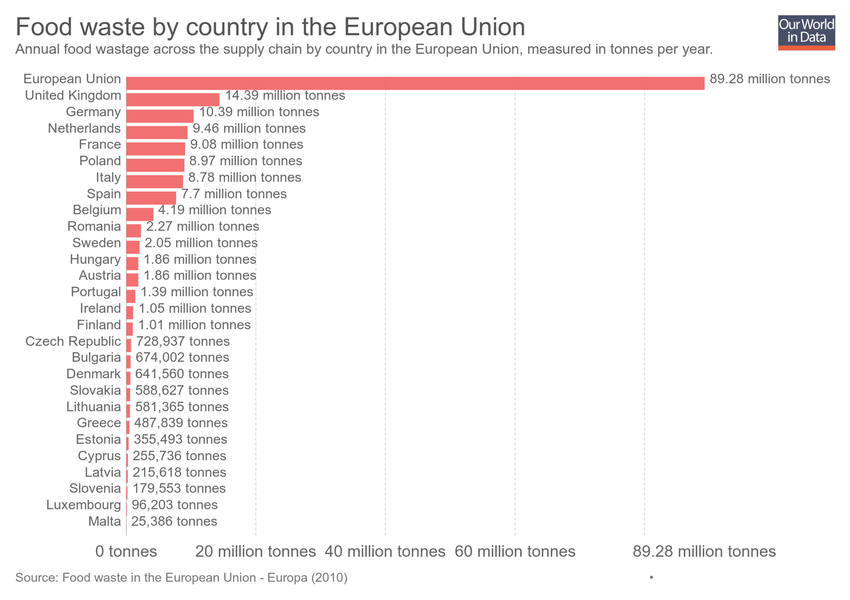 Food waste by country in the European Union
Our World
in Data
Annual food wastage across the supply chain by country in the European Union, measured in tonnes per year.
European Union 89.28 million tonnes
United Kingdom 14.39 million tonnes
Germany 10.39 million tonnes
Netherlands 9.46 million tonnes
France 9.08 million tonnes
Poland 8.97 million tonnes
Italy 8.78 million tonnes
Spain 7.7 million tonnes
Belgium 4.19 million tonnes
Romania 2.27 million tonnes
Sweden 2.05 million tonnes
Hungary 1.86 million tonnes
Austria 1.86 million tonnes
Portugal 1.39 million tonnes
Ireland 1.05 million tonnes
Finland 1.01 million tonnes
Czech Republic 728,937 tonnes
Bulgaria 674,002 tonnes
Denmark 641,560 tonnes
Slovakia 588,627 tonnes
Lithuania 581,365 tonnes
Greece 487,839 tonnes
Estonia 355,493 tonnes
Cyprus 255,736 tonnes
Latvia 215,618 tonnes
Slovenia 179,553 tonnes
Luxembourg 96,203 tonnes
Malta 25,386 tonnes
0 tonnes 20 million tonnes 40 million tonnes 60 million tonnes 89.28 million tonnes
Source: Food waste in the European Union - Europa (2010) •